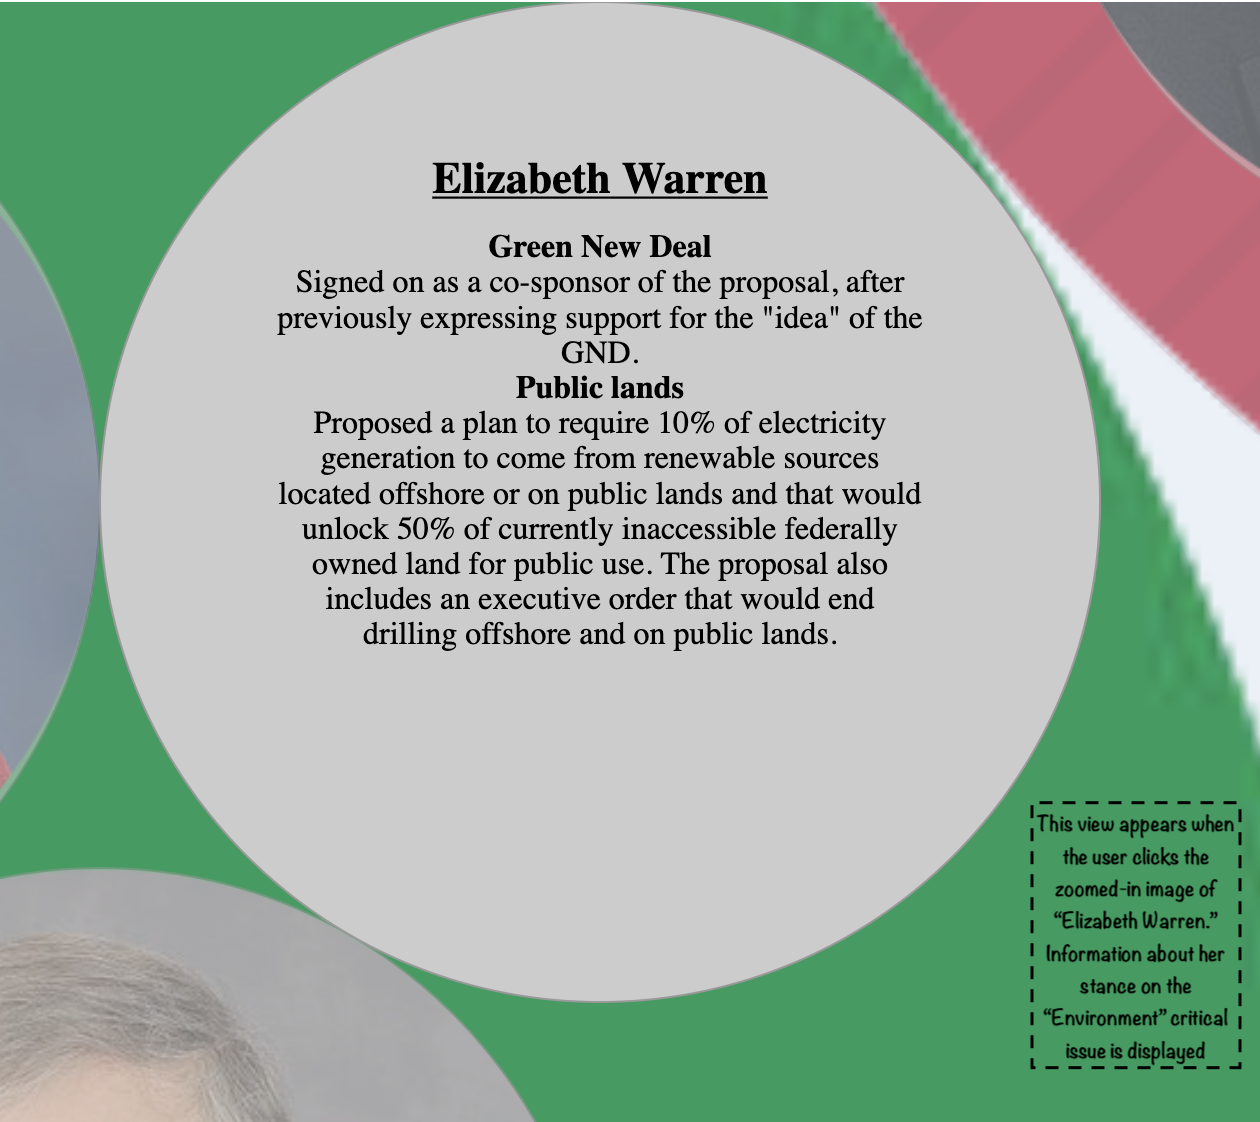 Elizabeth Warren
Green New Deal
Signed on as a co-sponsor of the proposal, after
previously expressing support for the "idea" of the
GND.
Public lands
Proposed a plan to require 10% of electricity
generation to come from renewable sources
located offshore or on public lands and that would
unlock 50% of currently inaccessible federally
owned land for public use. The proposal also
includes an executive order that would end
drilling offshore and on public lands.
This view appears when
the user clicks the
zoomed-in image of
“Elizabeth Warren.”
Information about her
stance on the
“Environment” critical
issue is displayed